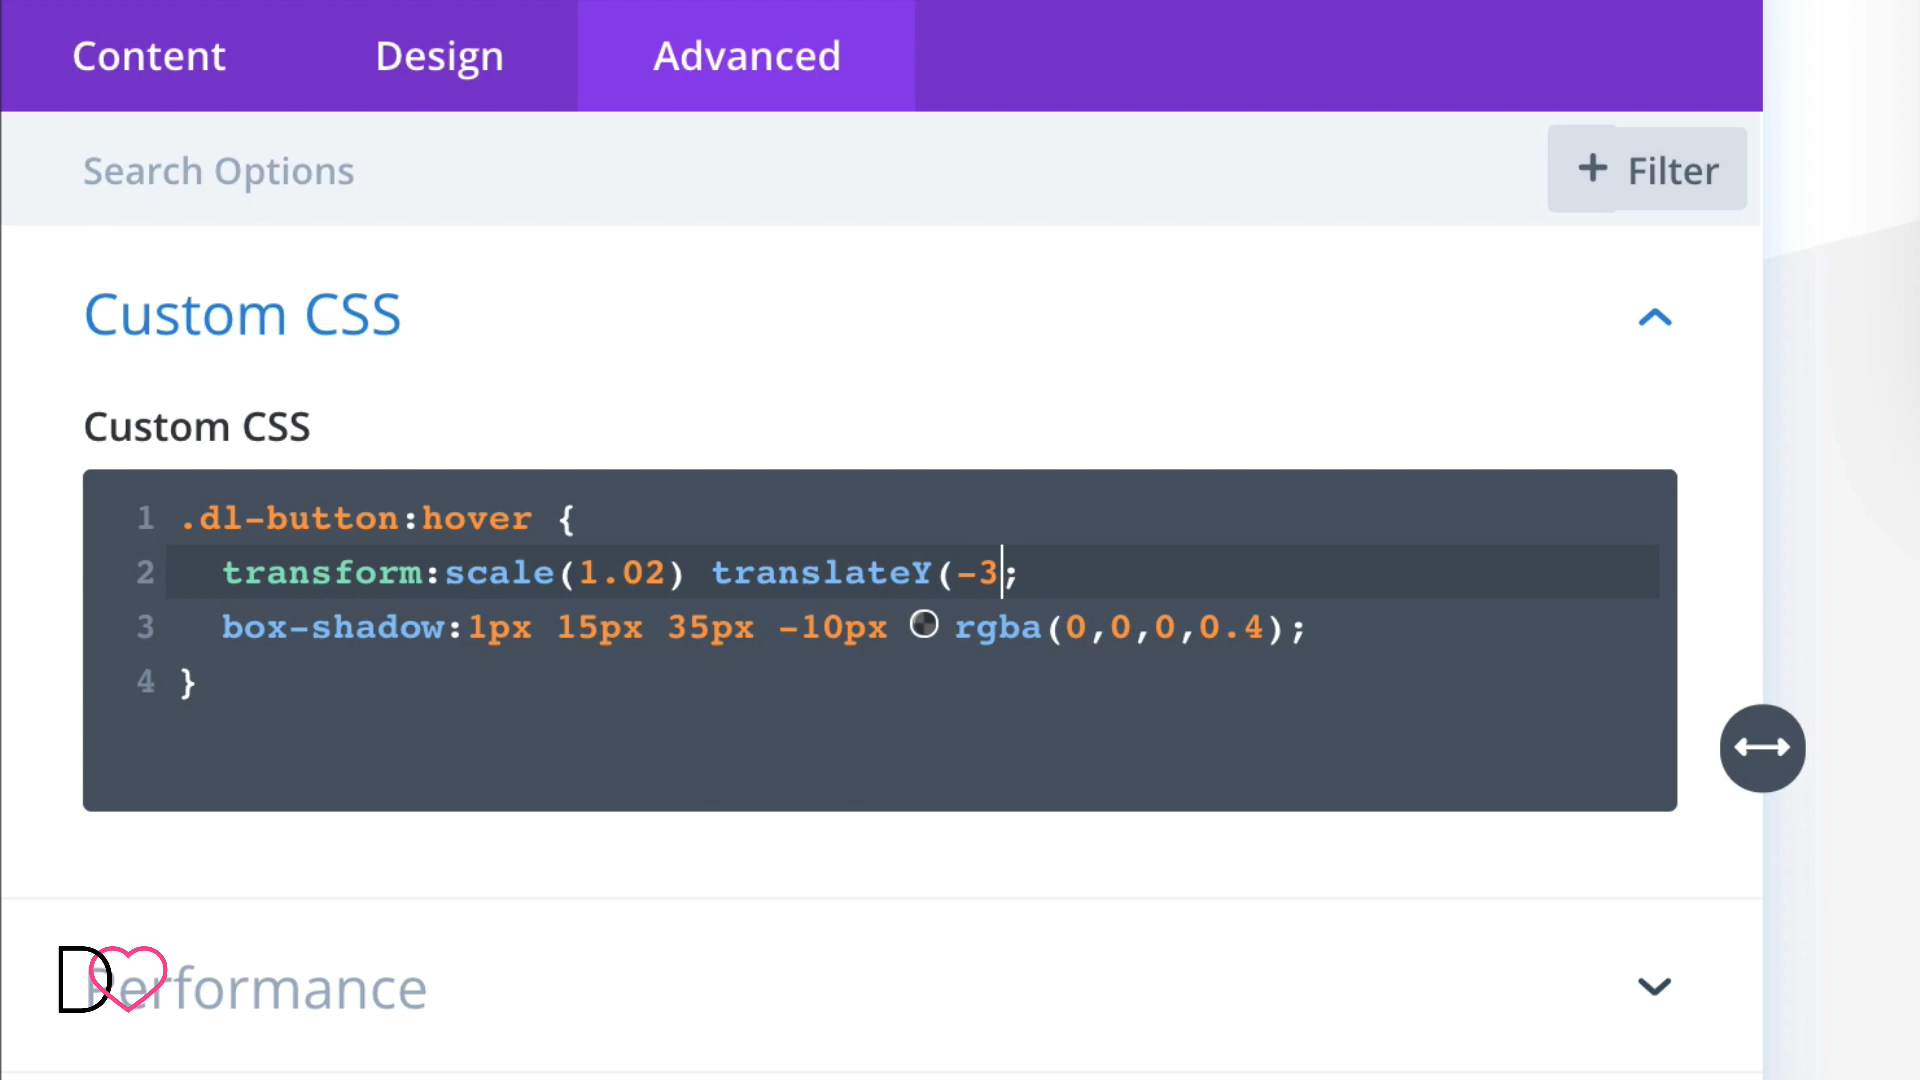 Content Design Advanced
Search Options + Filter
Custom CSS
Custom CSS
1 .dl-button:hover {
2 transform:scale(1.02) translateY(-3;
3 box-shadow:1px 15px 35px -10px rgba(0,0,0,0.4);
4 }
D
Performance